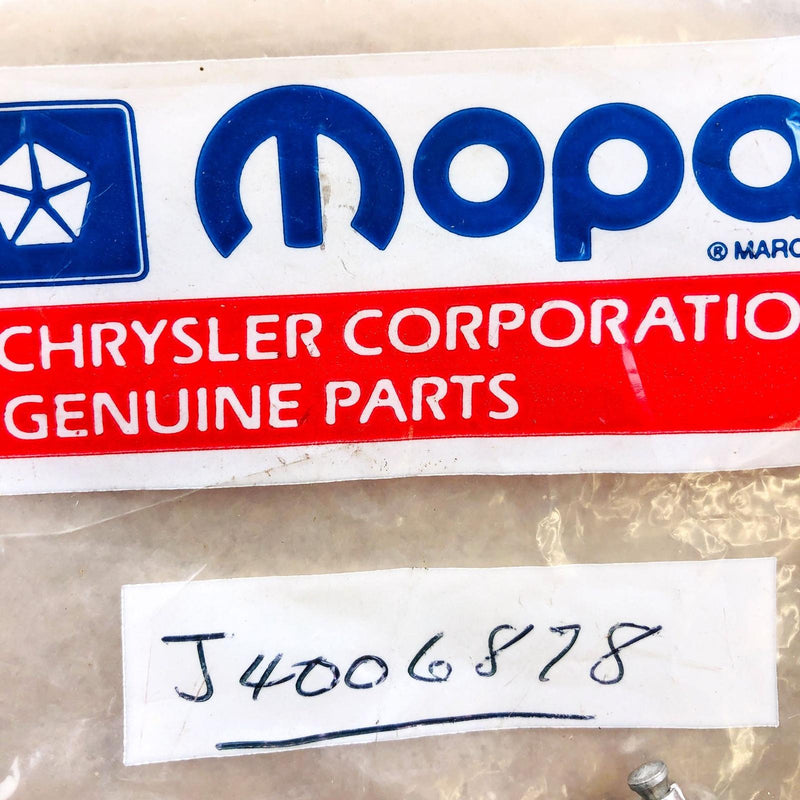 mopa
® MARC
CHRYSLER CORPORATIO
GENUINE PARTS
J4006878